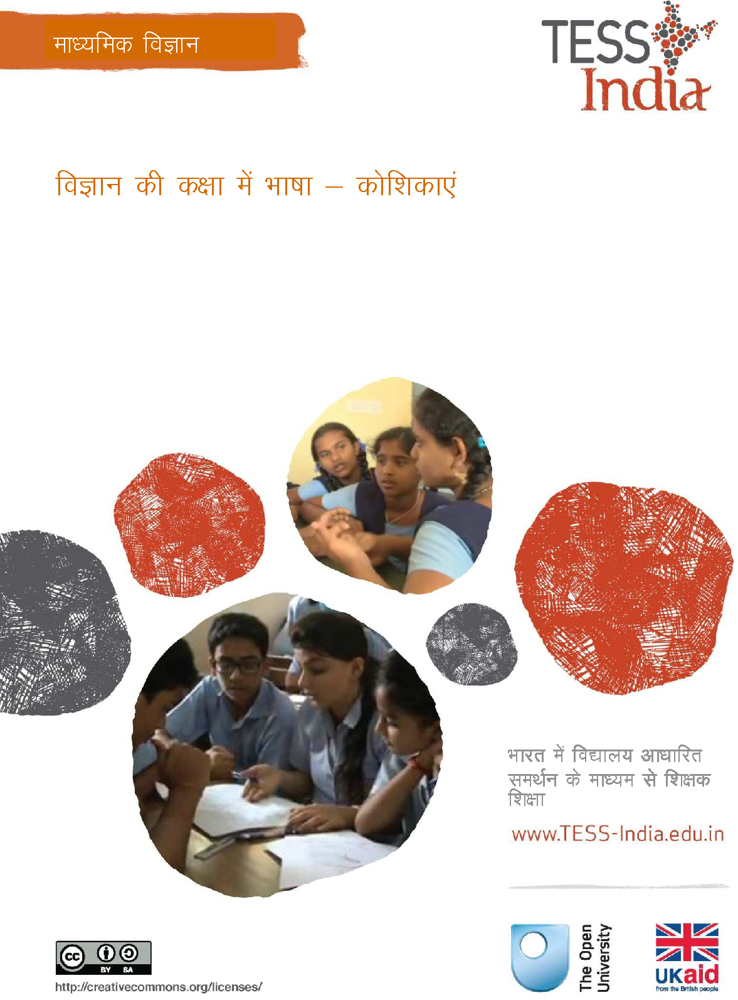 माध्यमिक विज्ञान
TESS
India
विज्ञान की कक्षा में भाषा – कोशिकाएं
भारत में विद्यालय आधारित
समर्थन के माध्यम से शिक्षक
शिक्षा
www.TESS-India.edu.in
The Open
University
UKaid
from the British people
cc
BY SA
http://creativecommons.org/licenses/